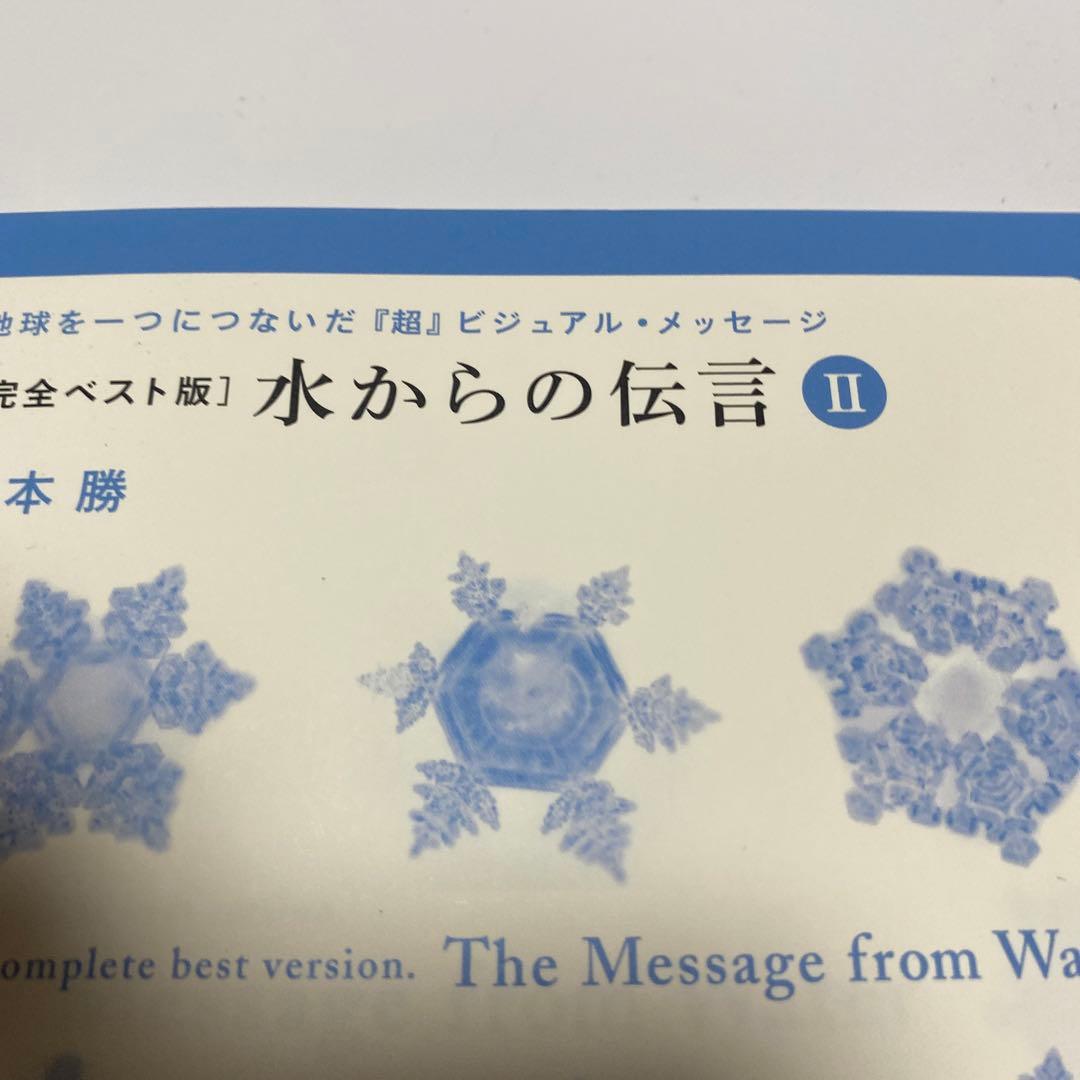 地球を一つにつないだ『超』ビジュアル・メッセージ
完全ベスト版］ 水からの伝言 II
本 勝
omplete best version. The Message from Wa